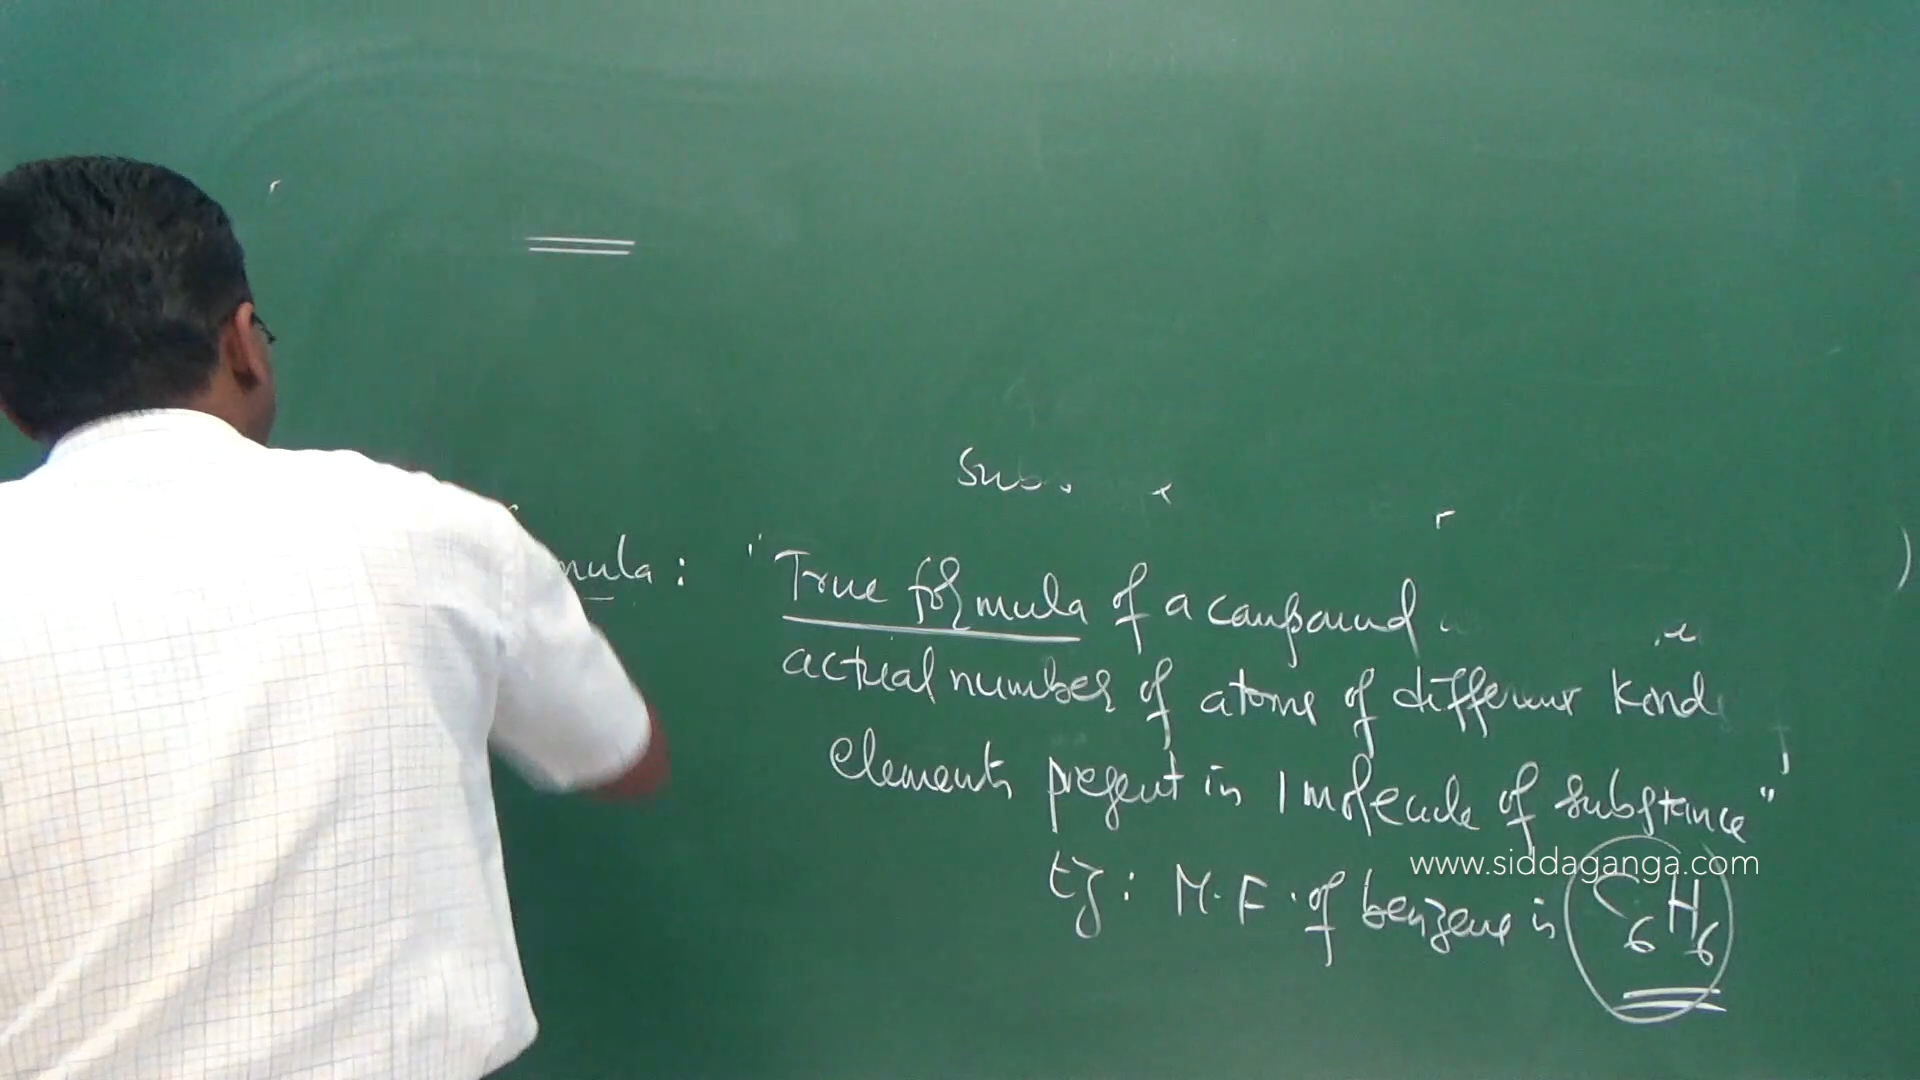 Sub.
mula : "True formula of a compound
actual number of atoms of different kind
elements present in 1 molecule of substance"
www.siddaganga.com
Eg : M.F. of benzene is C6H6